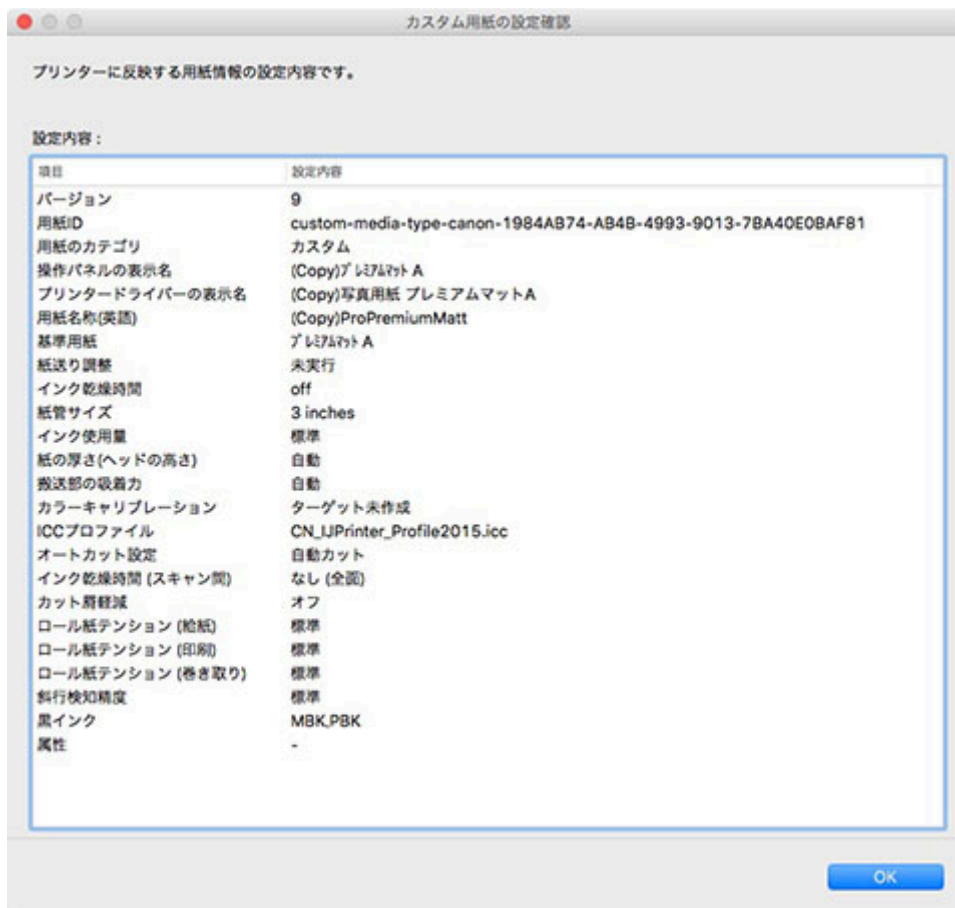 カスタム用紙の設定確認
プリンターに反映する用紙情報の設定内容です。
設定内容：
項目 設定内容
バージョン 9
用紙ID custom-media-type-canon-1984AB74-AB4B-4993-9013-7BA40E0BAF81
用紙のカテゴリ カスタム
操作パネルの表示名 (Copy)ﾌﾟﾚﾐｱﾑﾏｯﾄ A
プリンタードライバーの表示名 (Copy)写真用紙 プレミアムマットA
用紙名称(英語) (Copy)ProPremiumMatt
基準用紙 ﾌﾟﾚﾐｱﾑﾏｯﾄ A
紙送り調整 未実行
インク乾燥時間 off
紙管サイズ 3 inches
インク使用量 標準
紙の厚さ(ヘッドの高さ) 自動
搬送部の吸着力 自動
カラーキャリブレーション ターゲット未作成
ICCプロファイル CN_IJPrinter_Profile2015.icc
オートカット設定 自動カット
インク乾燥時間 (スキャン間) なし (全面)
カット屑軽減 オフ
ロール紙テンション (給紙) 標準
ロール紙テンション (印刷) 標準
ロール紙テンション (巻き取り) 標準
斜行検知精度 標準
黒インク MBK,PBK
属性 -
OK